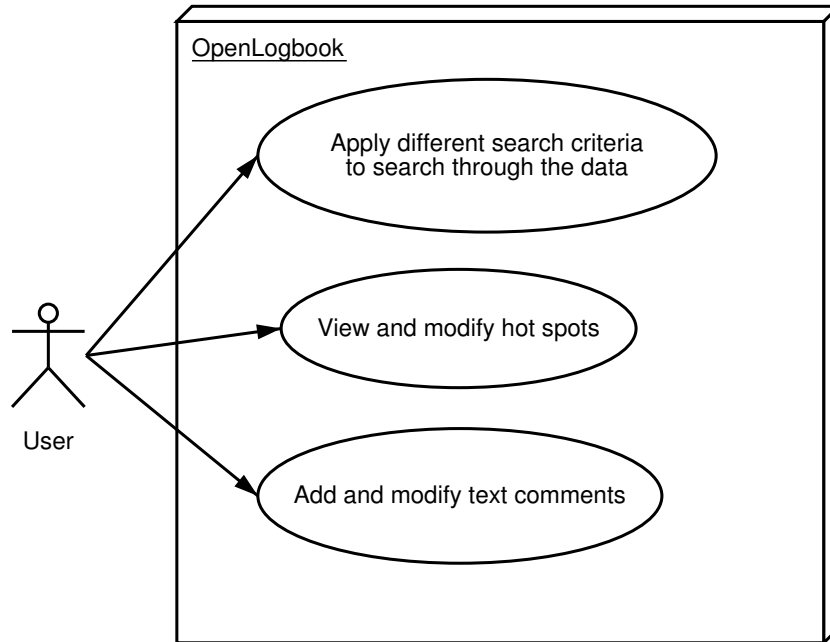 OpenLogbook
Apply different search criteria
to search through the data
View and modify hot spots
User
Add and modify text comments